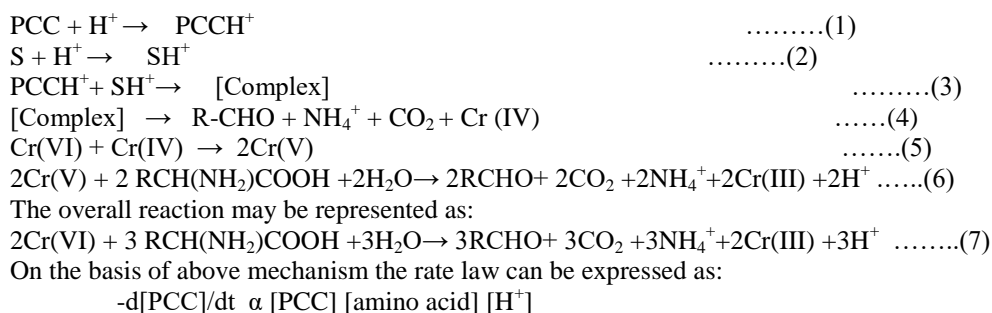 PCC + H⁺ → PCCH⁺ ………(1)
S + H⁺ → SH⁺ ………(2)
PCCH⁺+ SH⁺→ [Complex] ………(3)
[Complex] → R-CHO + NH₄⁺ + CO₂ + Cr (IV) ……(4)
Cr(VI) + Cr(IV) → 2Cr(V) …….(5)
2Cr(V) + 2 RCH(NH₂)COOH +2H₂O→ 2RCHO+ 2CO₂ +2NH₄⁺+2Cr(III) +2H⁺ …...(6)
The overall reaction may be represented as:
2Cr(VI) + 3 RCH(NH₂)COOH +3H₂O→ 3RCHO+ 3CO₂ +3NH₄⁺+2Cr(III) +3H⁺ ……..(7)
On the basis of above mechanism the rate law can be expressed as:
-d[PCC]/dt α [PCC] [amino acid] [H⁺]